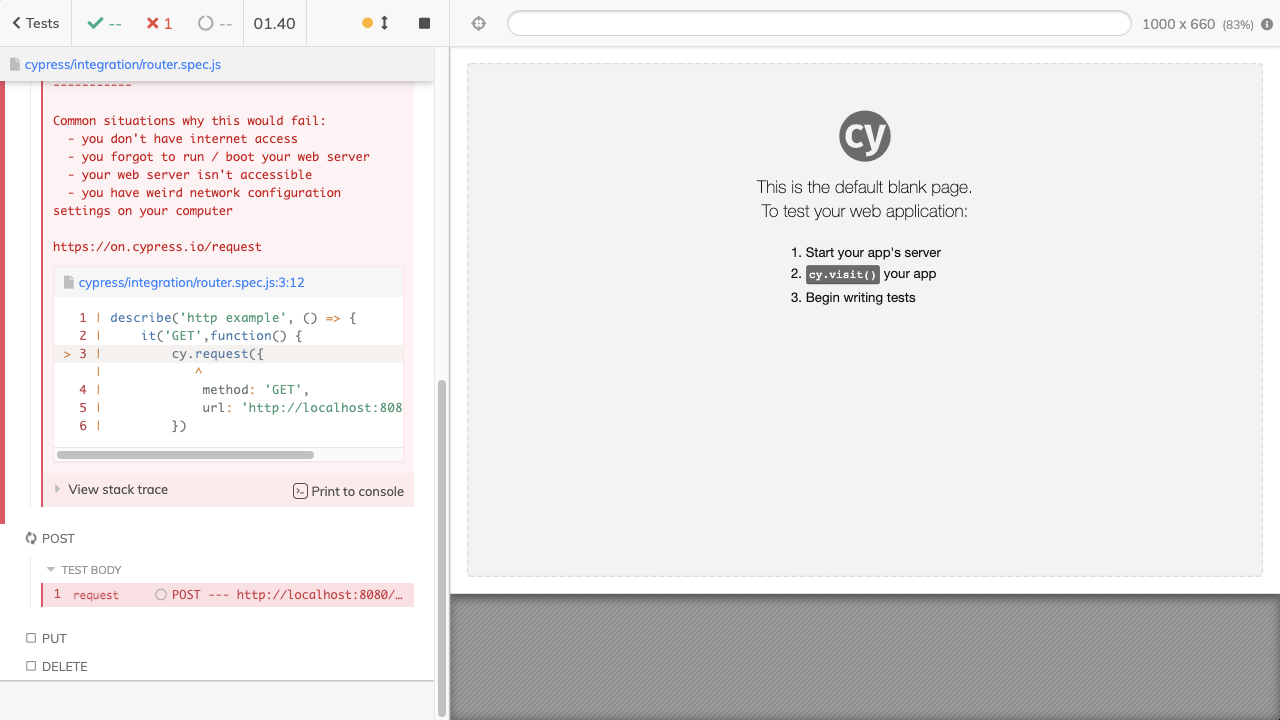 Tests
--
1
--
01.40
1000 x 660 (83%)
cypress/integration/router.spec.js
-----------
Common situations why this would fail:
- you don't have internet access
- you forgot to run / boot your web server
- your web server isn't accessible
- you have weird network configuration
settings on your computer
https://on.cypress.io/request
cypress/integration/router.spec.js:3:12
1 | describe('http example', () => {
2 |     it('GET',function() {
> 3 |         cy.request({
|            ^
4 |             method: 'GET',
5 |             url: 'http://localhost:808
6 |         })
View stack trace
Print to console
POST
TEST BODY
1 request POST --- http://localhost:8080/…
PUT
DELETE
cy
This is the default blank page.
To test your web application:
1. Start your app's server
2. cy.visit() your app
3. Begin writing tests